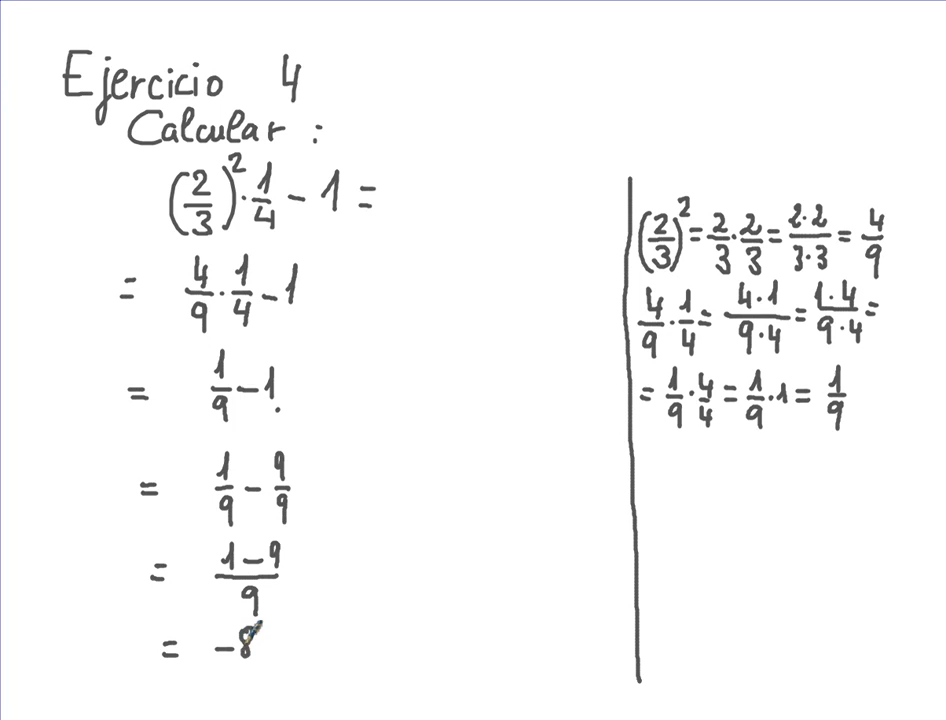 Ejercicio 4
Calcular:
(2/3)² · 1/4 - 1 =
= 4/9 · 1/4 - 1
= 1/9 - 1.
= 1/9 - 9/9
= (1-9)/9
= -8
(2/3)² = 2/3 · 2/3 = (2·2)/(3·3) = 4/9
4/9 · 1/4 = (4·1)/(9·4) = (1·4)/(9·4) =
= 1/9 · 4/4 = 1/9 · 1 = 1/9